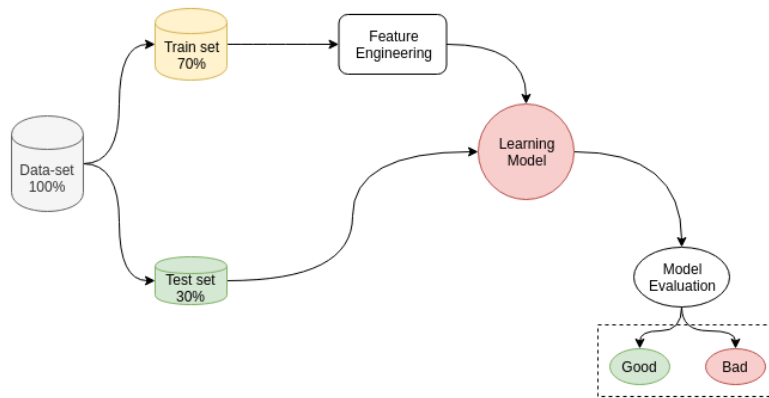 Train set
70%
Feature
Engineering
Learning
Model
Data-set
100%
Test set
30%
Model
Evaluation
Good
Bad